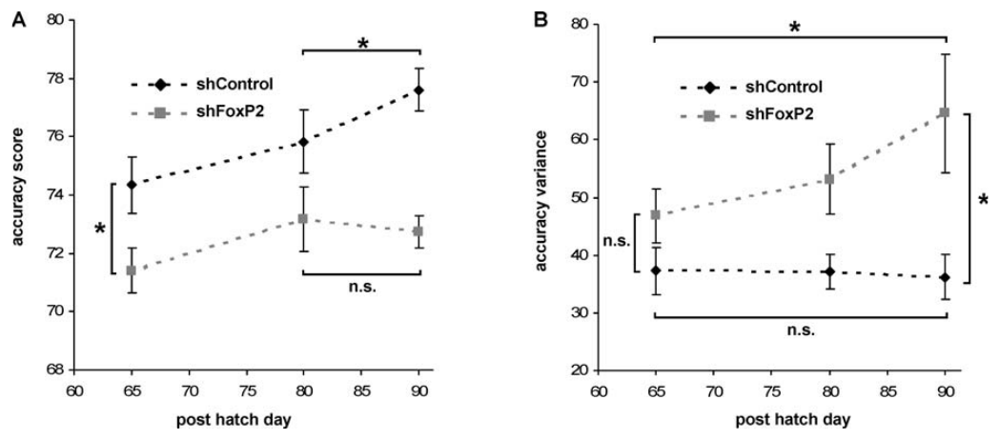 A
80
78
76
74
72
70
68
accuracy score
shControl
shFoxP2
*
*
n.s.
60 65 70 75 80 85 90
post hatch day
B
80
70
60
50
40
30
20
accuracy variance
*
shControl
shFoxP2
n.s.
*
n.s.
60 65 70 75 80 85 90
post hatch day